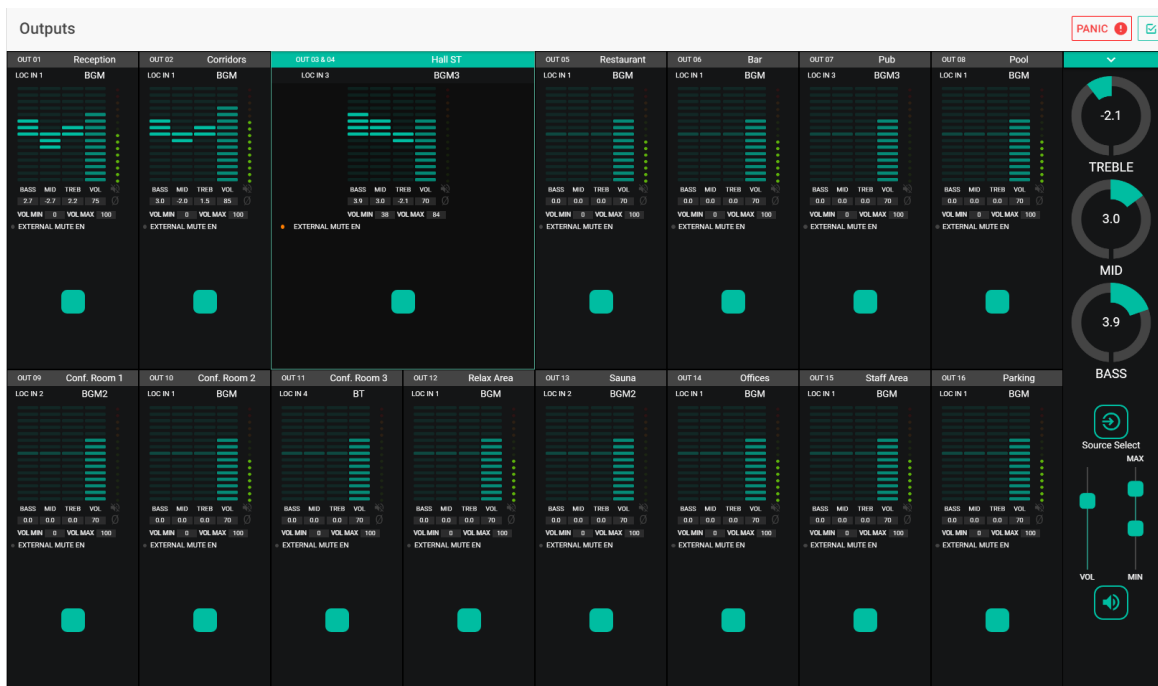 Outputs
PANIC
OUT 01 Reception
LOC IN 1 BGM
BASS MID TREB VOL
2.7 -2.7 2.2 75
VOL MIN 0 VOL MAX 100
EXTERNAL MUTE EN
OUT 02 Corridors
LOC IN 1 BGM
BASS MID TREB VOL
3.0 -2.0 1.5 85
VOL MIN 0 VOL MAX 100
EXTERNAL MUTE EN
OUT 03 & 04 Hall ST
LOC IN 3 BGM3
BASS MID TREB VOL
3.9 3.0 -2.1 70
VOL MIN 38 VOL MAX 84
EXTERNAL MUTE EN
OUT 05 Restaurant
LOC IN 1 BGM
BASS MID TREB VOL
0.0 0.0 0.0 70
VOL MIN 0 VOL MAX 100
EXTERNAL MUTE EN
OUT 06 Bar
LOC IN 1 BGM
BASS MID TREB VOL
0.0 0.0 0.0 70
VOL MIN 0 VOL MAX 100
EXTERNAL MUTE EN
OUT 07 Pub
LOC IN 3 BGM3
BASS MID TREB VOL
0.0 0.0 0.0 70
VOL MIN 0 VOL MAX 100
EXTERNAL MUTE EN
OUT 08 Pool
LOC IN 1 BGM
BASS MID TREB VOL
0.0 0.0 0.0 70
VOL MIN 0 VOL MAX 100
EXTERNAL MUTE EN
OUT 09 Conf. Room 1
LOC IN 2 BGM2
BASS MID TREB VOL
0.0 0.0 0.0 70
VOL MIN 0 VOL MAX 100
EXTERNAL MUTE EN
OUT 10 Conf. Room 2
LOC IN 1 BGM
BASS MID TREB VOL
0.0 0.0 0.0 70
VOL MIN 0 VOL MAX 100
EXTERNAL MUTE EN
OUT 11 Conf. Room 3
LOC IN 4 BT
BASS MID TREB VOL
0.0 0.0 0.0 70
VOL MIN 0 VOL MAX 100
EXTERNAL MUTE EN
OUT 12 Relax Area
LOC IN 1 BGM
BASS MID TREB VOL
0.0 0.0 0.0 70
VOL MIN 0 VOL MAX 100
EXTERNAL MUTE EN
OUT 13 Sauna
LOC IN 2 BGM2
BASS MID TREB VOL
0.0 0.0 0.0 70
VOL MIN 0 VOL MAX 100
EXTERNAL MUTE EN
OUT 14 Offices
LOC IN 1 BGM
BASS MID TREB VOL
0.0 0.0 0.0 70
VOL MIN 0 VOL MAX 100
EXTERNAL MUTE EN
OUT 15 Staff Area
LOC IN 1 BGM
BASS MID TREB VOL
0.0 0.0 0.0 70
VOL MIN 0 VOL MAX 100
EXTERNAL MUTE EN
OUT 16 Parking
LOC IN 1 BGM
BASS MID TREB VOL
0.0 0.0 0.0 70
VOL MIN 0 VOL MAX 100
EXTERNAL MUTE EN
-2.1
TREBLE
3.0
MID
3.9
BASS
Source Select
MAX
VOL MIN